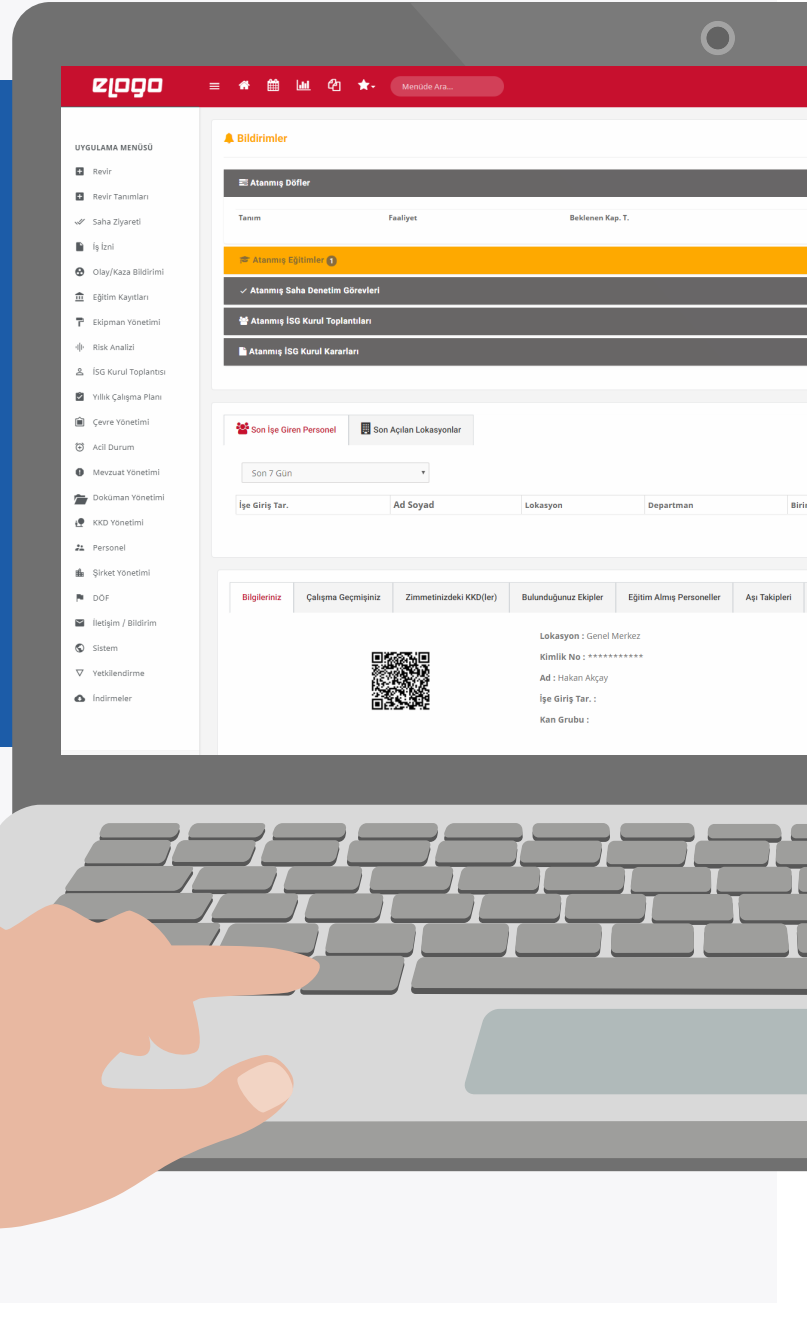 eLogo
Menüde Ara...
UYGULAMA MENÜSÜ
Revir
Revir Tanımları
Saha Ziyareti
İş İzni
Olay/Kaza Bildirimi
Eğitim Kayıtları
Ekipman Yönetimi
Risk Analizi
İSG Kurul Toplantısı
Yıllık Çalışma Planı
Çevre Yönetimi
Acil Durum
Mevzuat Yönetimi
Doküman Yönetimi
KKD Yönetimi
Personel
Şirket Yönetimi
DÖF
İletişim / Bildirim
Sistem
Yetkilendirme
İndirmeler
Bildirimler
Atanmış Döfler
Tanım Faaliyet Beklenen Kap. T.
Atanmış Eğitimler 1
Atanmış Saha Denetim Görevleri
Atanmış İSG Kurul Toplantıları
Atanmış İSG Kurul Kararları
Son İşe Giren Personel Son Açılan Lokasyonlar
Son 7 Gün
İşe Giriş Tar. Ad Soyad Lokasyon Departman
Bilgileriniz Çalışma Geçmişiniz Zimmetinizdeki KKD(ler) Bulunduğunuz Ekipler Eğitim Almış Personeller Aşı Takipleri
Lokasyon : Genel Merkez
Kimlik No : ***********
Ad : Hakan Akçay
İşe Giriş Tar. :
Kan Grubu :